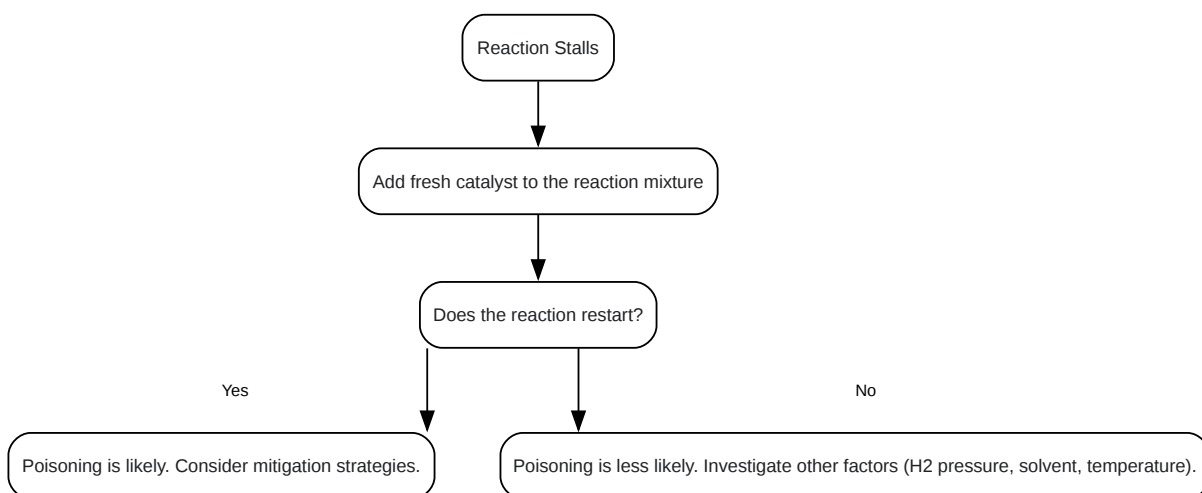 Reaction Stalls
Add fresh catalyst to the reaction mixture
Does the reaction restart?
Yes
No
Poisoning is likely. Consider mitigation strategies.
Poisoning is less likely. Investigate other factors (H2 pressure, solvent, temperature).